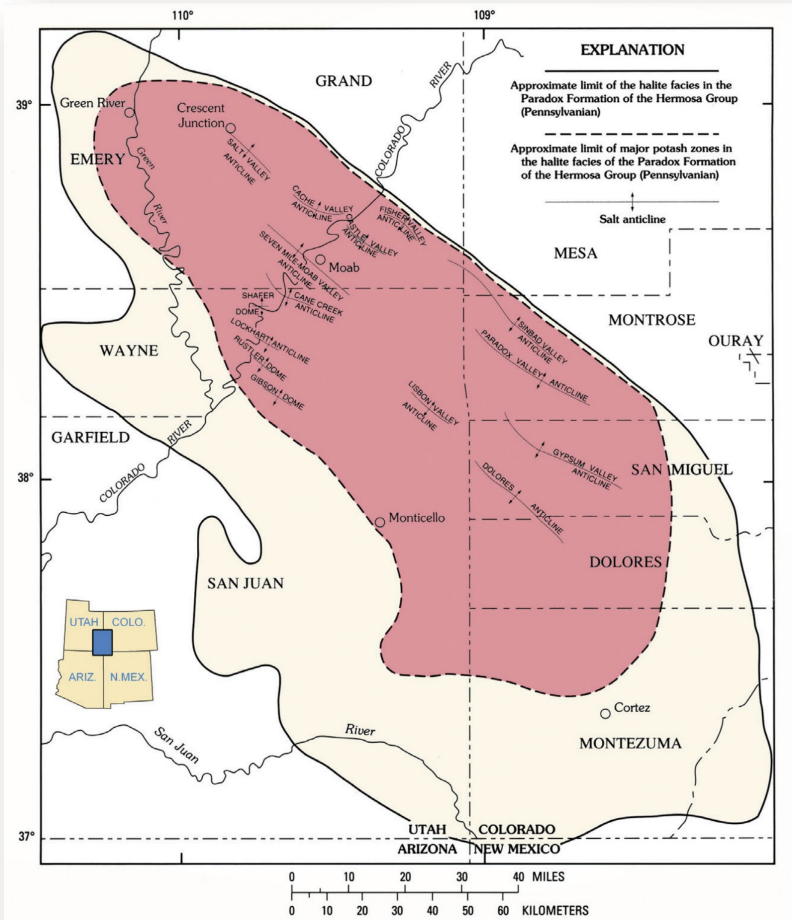 110°
109°
39°
38°
37°
EXPLANATION
Approximate limit of the halite facies in the
Paradox Formation of the Hermosa Group
(Pennsylvanian)
Approximate limit of major potash zones in
the halite facies of the Paradox Formation
of the Hermosa Group (Pennsylvanian)
Salt anticline
GRAND
COLORADO
RIVER
Green River
Crescent
Junction
EMERY
Green
River
SALT VALLEY
ANTICLINE
CACHE VALLEY
ANTICLINE
CASTLE VALLEY
ANTICLINE
FISHER VALLEY
ANTICLINE
SEVEN MILE-MOAB VALLEY
ANTICLINE
Moab
SHAFER
DOME
CANE CREEK
ANTICLINE
LOCKHART ANTICLINE
RUSTLER DOME
GIBSON DOME
MESA
MONTROSE
OURAY
SINBAD VALLEY
ANTICLINE
PARADOX VALLEY ANTICLINE
LISBON VALLEY
ANTICLINE
WAYNE
GARFIELD
COLORADO
RIVER
GYPSUM VALLEY
ANTICLINE
SAN MIGUEL
DOLORES
ANTICLINE
Monticello
DOLORES
SAN JUAN
UTAH
COLO.
ARIZ.
N.MEX.
Cortez
MONTEZUMA
San Juan
River
UTAH
COLORADO
ARIZONA
NEW MEXICO
0 10 20 30 40 MILES
0 10 20 30 40 50 60 KILOMETERS